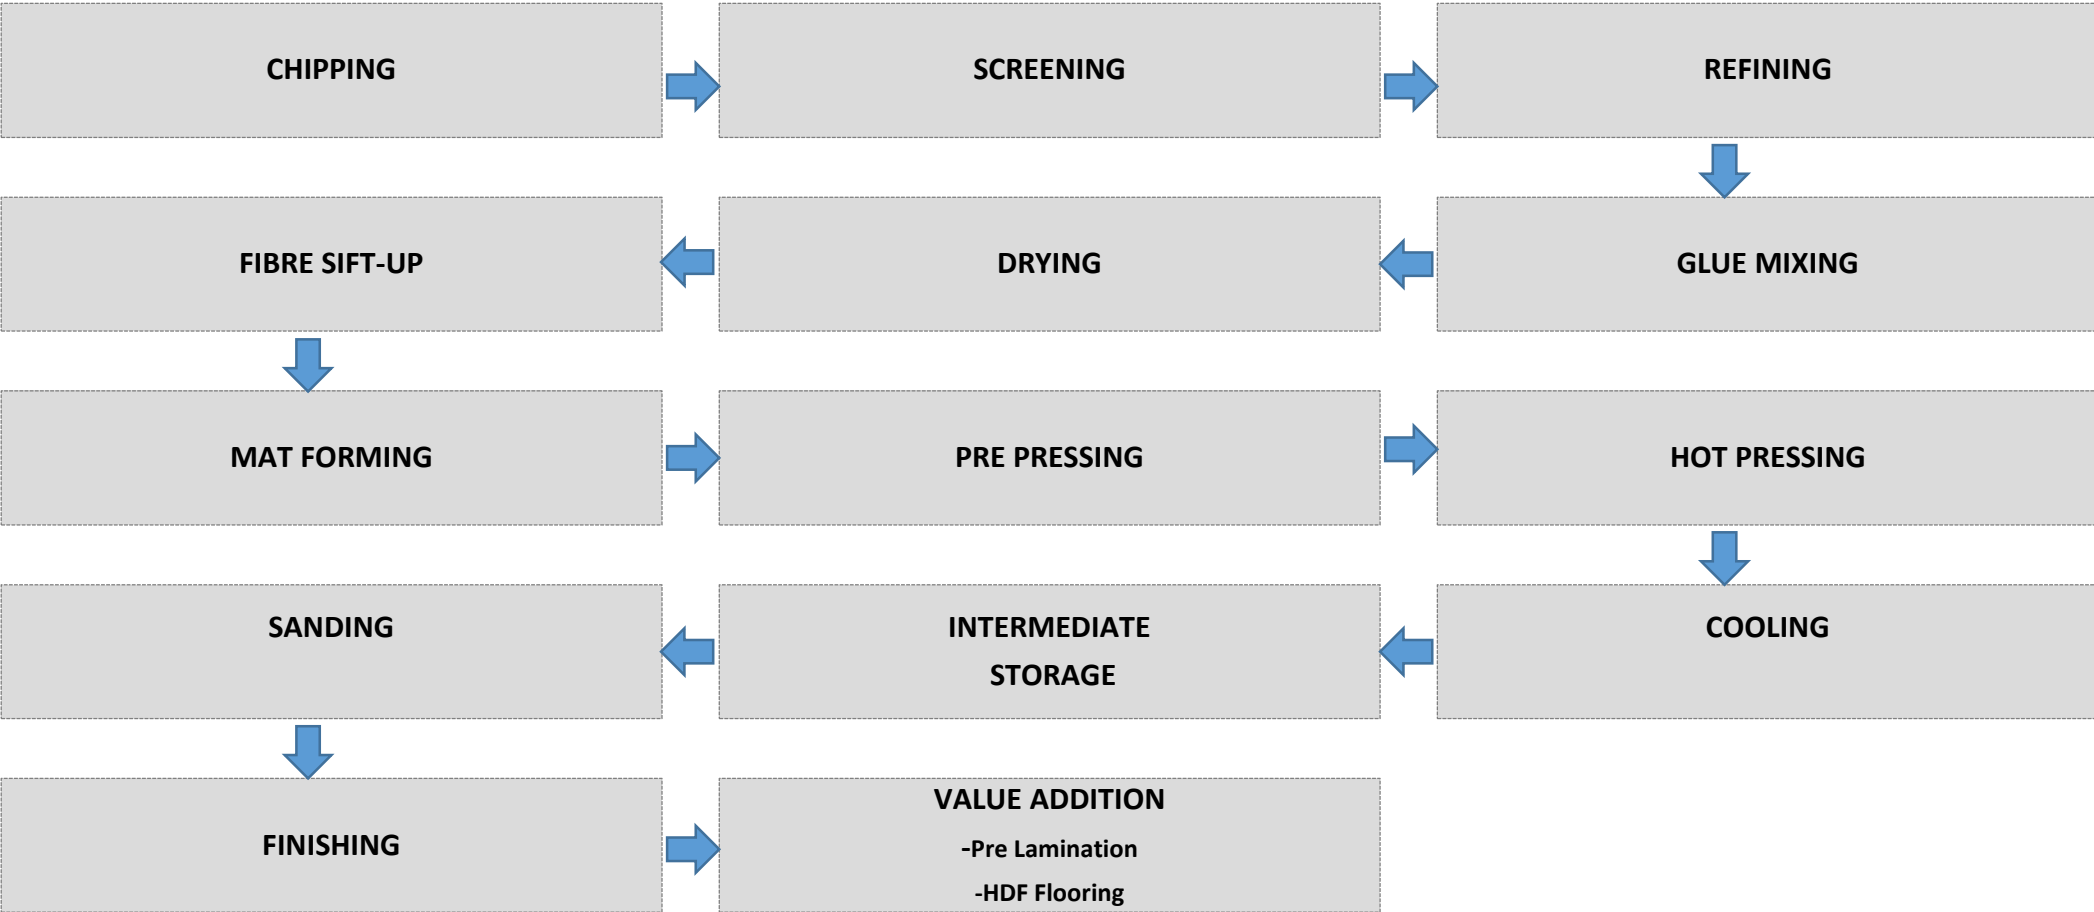 CHIPPING
SCREENING
REFINING
FIBRE SIFT-UP
DRYING
GLUE MIXING
MAT FORMING
PRE PRESSING
HOT PRESSING
SANDING
INTERMEDIATE
STORAGE
COOLING
FINISHING
VALUE ADDITION
-Pre Lamination
-HDF Flooring